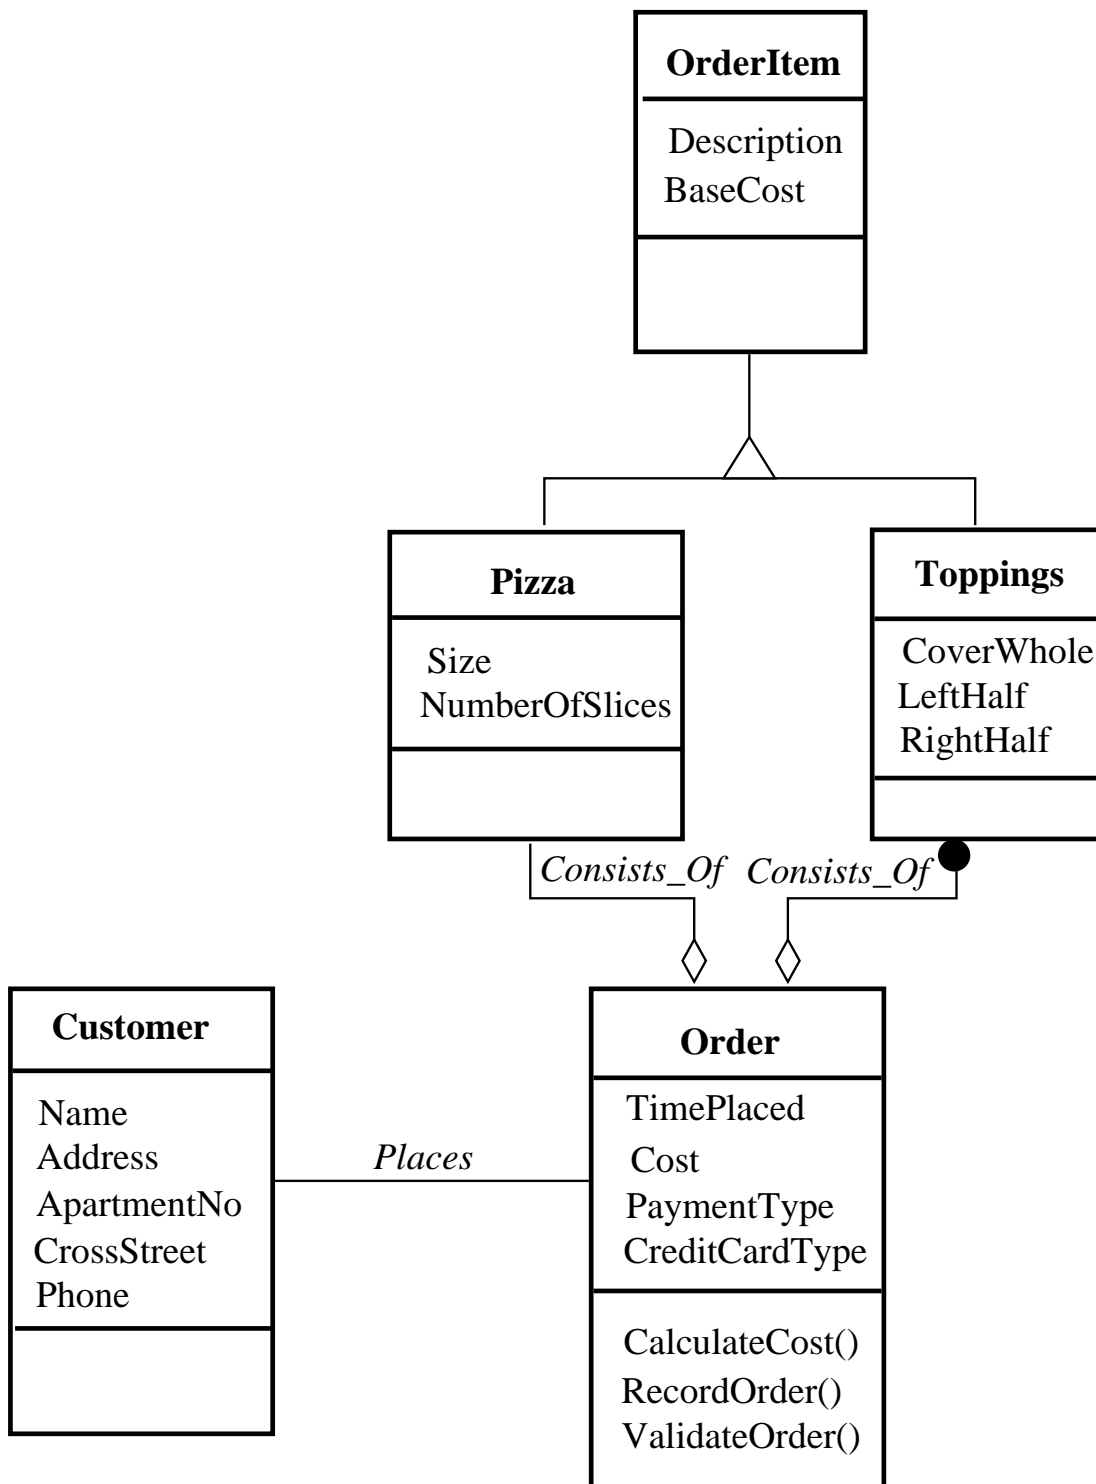 OrderItem
Description
BaseCost
Pizza
Size
NumberOfSlices
Toppings
CoverWhole
LeftHalf
RightHalf
Consists_Of
Consists_Of
Customer
Name
Address
ApartmentNo
CrossStreet
Phone
Places
Order
TimePlaced
Cost
PaymentType
CreditCardType
CalculateCost()
RecordOrder()
ValidateOrder()